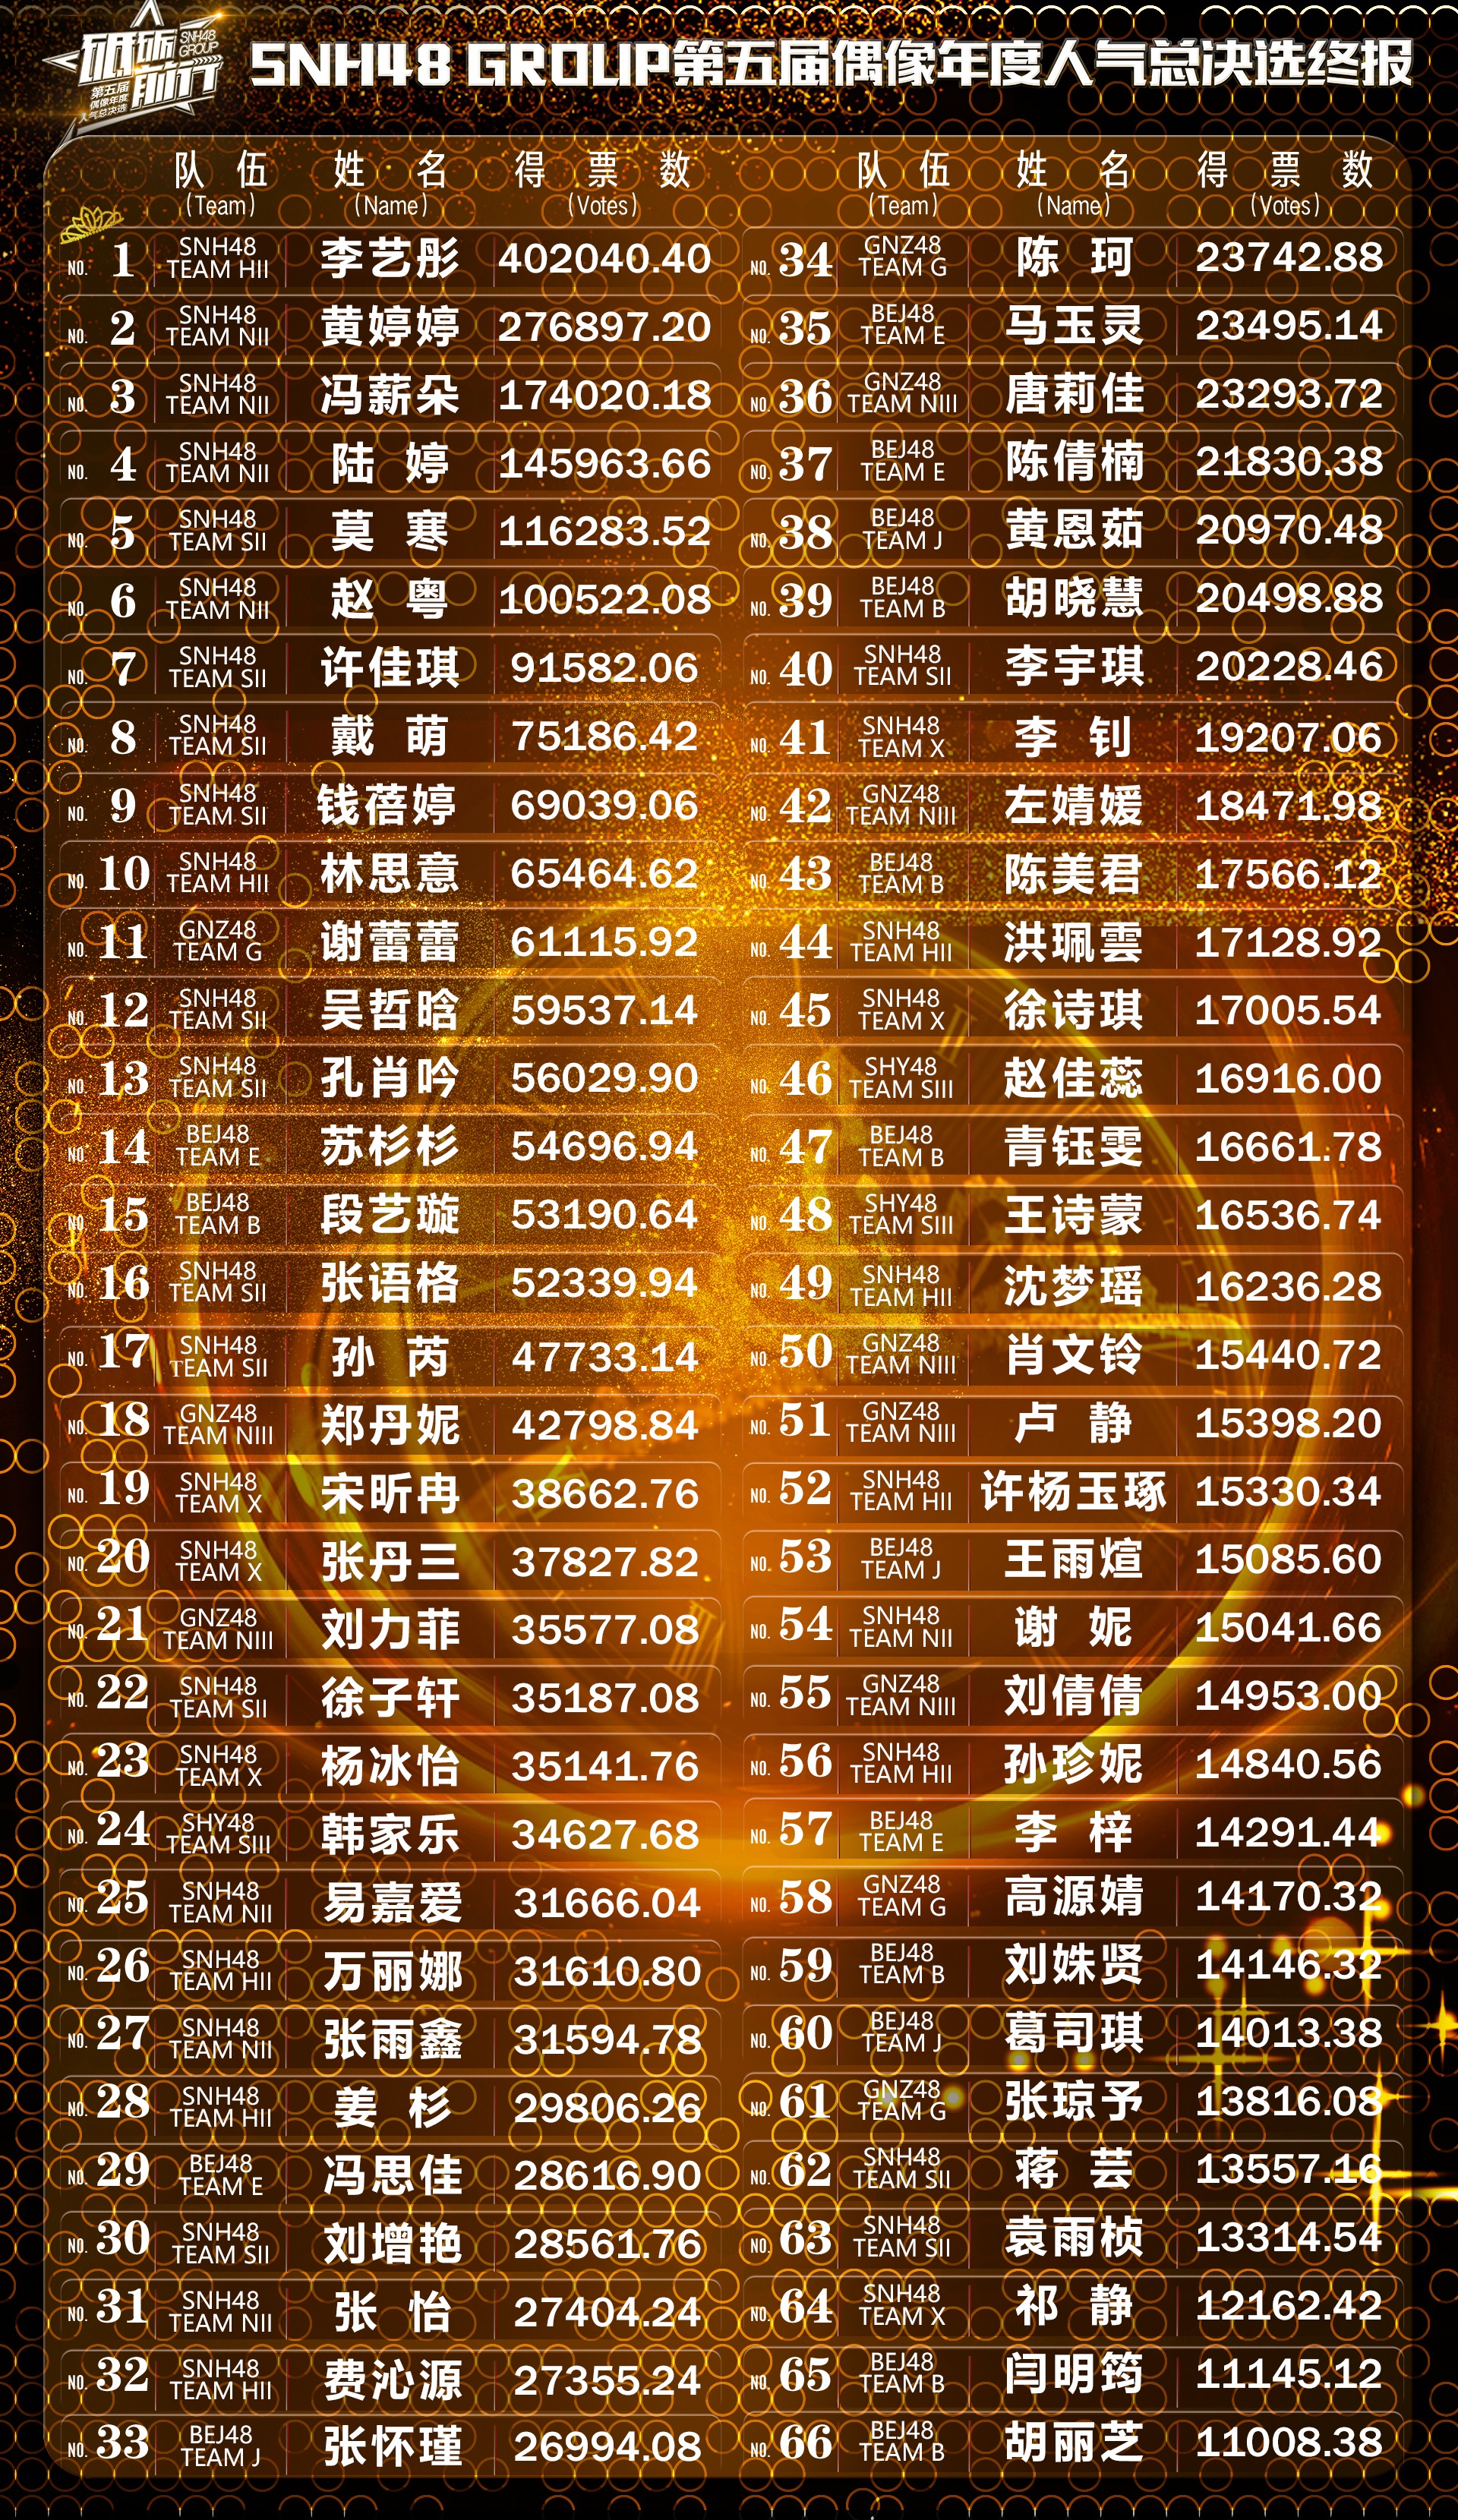 砥砺前行
SNH48 GROUP
第五届
偶像年度
人气总决选
SNH48 GROUP第五届偶像年度人气总决选终报
队伍 姓名 得票数 队伍 姓名 得票数
(Team) (Name) (Votes) (Team) (Name) (Votes)
NO. 1 SNH48 TEAM HII 李艺彤 402040.40
NO. 2 SNH48 TEAM NII 黄婷婷 276897.20
NO. 3 SNH48 TEAM NII 冯薪朵 174020.18
NO. 4 SNH48 TEAM NII 陆婷 145963.66
NO. 5 SNH48 TEAM SII 莫寒 116283.52
NO. 6 SNH48 TEAM NII 赵粤 100522.08
NO. 7 SNH48 TEAM SII 许佳琪 91582.06
NO. 8 SNH48 TEAM SII 戴萌 75186.42
NO. 9 SNH48 TEAM SII 钱蓓婷 69039.06
NO. 10 SNH48 TEAM HII 林思意 65464.62
NO. 11 GNZ48 TEAM G 谢蕾蕾 61115.92
NO. 12 SNH48 TEAM SII 吴哲晗 59537.14
NO. 13 SNH48 TEAM SII 孔肖吟 56029.90
NO 14 BEJ48 TEAM E 苏杉杉 54696.94
NO. 15 BEJ48 TEAM B 段艺璇 53190.64
NO. 16 SNH48 TEAM SII 张语格 52339.94
NO. 17 SNH48 TEAM SII 孙芮 47733.14
NO. 18 GNZ48 TEAM NIII 郑丹妮 42798.84
NO. 19 SNH48 TEAM X 宋昕冉 38662.76
NO. 20 SNH48 TEAM X 张丹三 37827.82
NO. 21 GNZ48 TEAM NIII 刘力菲 35577.08
NO. 22 SNH48 TEAM SII 徐子轩 35187.08
NO. 23 SNH48 TEAM X 杨冰怡 35141.76
NO. 24 SHY48 TEAM SIII 韩家乐 34627.68
NO. 25 SNH48 TEAM NII 易嘉爱 31666.04
NO. 26 SNH48 TEAM HII 万丽娜 31610.80
NO. 27 SNH48 TEAM NII 张雨鑫 31594.78
NO. 28 SNH48 TEAM HII 姜杉 29806.26
NO. 29 BEJ48 TEAM E 冯思佳 28616.90
NO. 30 SNH48 TEAM SII 刘增艳 28561.76
NO. 31 SNH48 TEAM NII 张怡 27404.24
NO. 32 SNH48 TEAM HII 费沁源 27355.24
NO. 33 BEJ48 TEAM J 张怀瑾 26994.08
NO. 34 GNZ48 TEAM G 陈珂 23742.88
NO. 35 BEJ48 TEAM E 马玉灵 23495.14
NO. 36 GNZ48 TEAM NIII 唐莉佳 23293.72
NO. 37 BEJ48 TEAM E 陈倩楠 21830.38
NO. 38 BEJ48 TEAM J 黄恩茹 20970.48
NO. 39 BEJ48 TEAM B 胡晓慧 20498.88
NO. 40 SNH48 TEAM SII 李宇琪 20228.46
NO. 41 SNH48 TEAM X 李钊 19207.06
NO. 42 GNZ48 TEAM NIII 左婧媛 18471.98
NO. 43 BEJ48 TEAM B 陈美君 17566.12
NO. 44 SNH48 TEAM HII 洪珮雲 17128.92
NO. 45 SNH48 TEAM X 徐诗琪 17005.54
NO. 46 SHY48 TEAM SIII 赵佳蕊 16916.00
NO. 47 BEJ48 TEAM B 青钰雯 16661.78
NO. 48 SHY48 TEAM SIII 王诗蒙 16536.74
NO. 49 SNH48 TEAM HII 沈梦瑶 16236.28
NO. 50 GNZ48 TEAM NIII 肖文铃 15440.72
NO. 51 GNZ48 TEAM NIII 卢静 15398.20
NO. 52 SNH48 TEAM HII 许杨玉琢 15330.34
NO. 53 BEJ48 TEAM J 王雨煊 15085.60
NO. 54 SNH48 TEAM NII 谢妮 15041.66
NO. 55 GNZ48 TEAM NIII 刘倩倩 14953.00
NO. 56 SNH48 TEAM HII 孙珍妮 14840.56
NO. 57 BEJ48 TEAM E 李梓 14291.44
NO. 58 GNZ48 TEAM G 高源婧 14170.32
NO. 59 BEJ48 TEAM B 刘姝贤 14146.32
NO. 60 BEJ48 TEAM J 葛司琪 14013.38
NO. 61 GNZ48 TEAM G 张琼予 13816.08
NO. 62 SNH48 TEAM SII 蒋芸 13557.16
NO. 63 SNH48 TEAM SII 袁雨桢 13314.54
NO. 64 SNH48 TEAM X 祁静 12162.42
NO. 65 BEJ48 TEAM B 闫明筠 11145.12
NO. 66 BEJ48 TEAM B 胡丽芝 11008.38